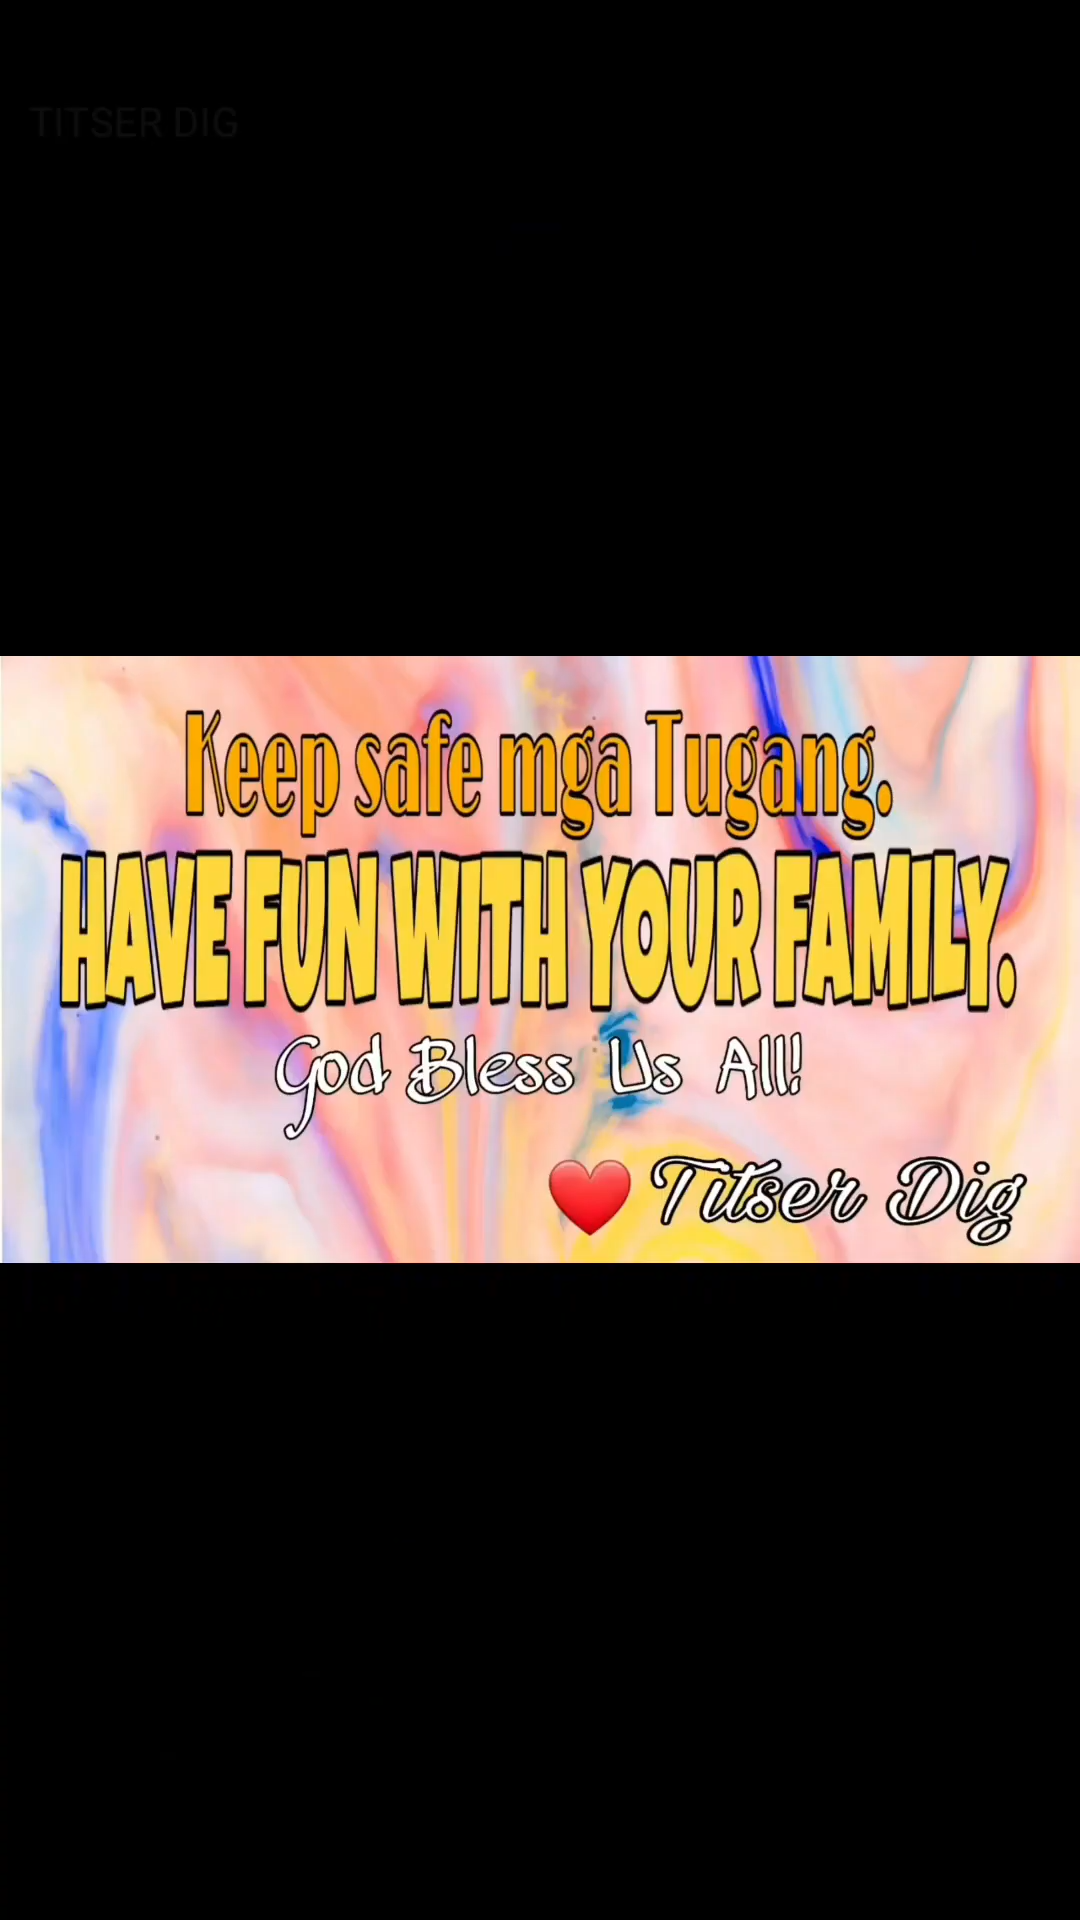 TITSER DIG
Keep safe mga Tugang.
HAVE FUN WITH YOUR FAMILY.
God Bless Us All!
❤️ Titser Dig